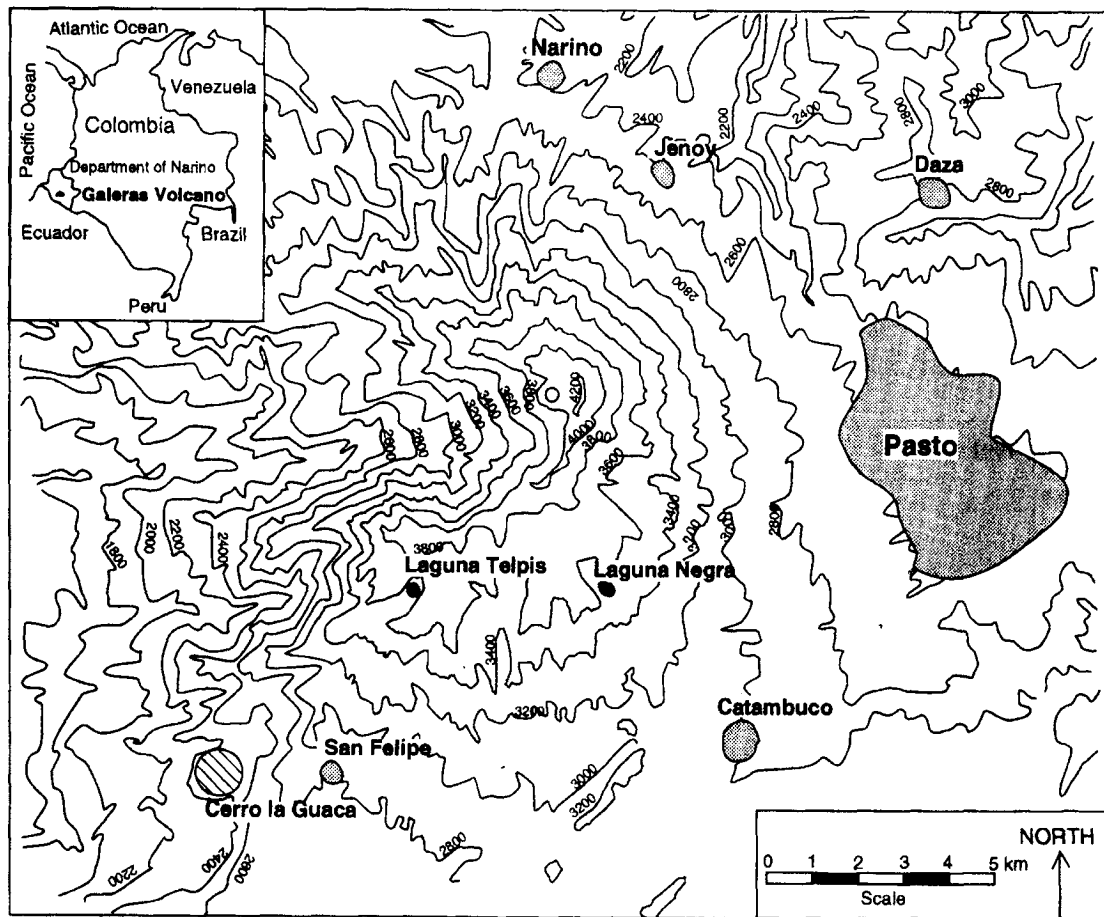 Atlantic Ocean
Pacific Ocean
Venezuela
Colombia
Department of Narino
Galeras Volcano
Ecuador
Brazil
Peru
Narino
2200
2400
2200
2400
2800
3000
Jenoy
Daza
2800
2600
2800
4200
3800
3600
3400
3200
3000
2800
2600
4000
3800
3600
Pasto
3400
3200
3000
2800
1800
2000
2200
2400
3800
Laguna Telpis
Laguna Negra
3400
3200
Catambuco
San Felipe
3000
3200
Cerro la Guaca
2800
2200
2400
2800
NORTH
0 1 2 3 4 5 km
Scale